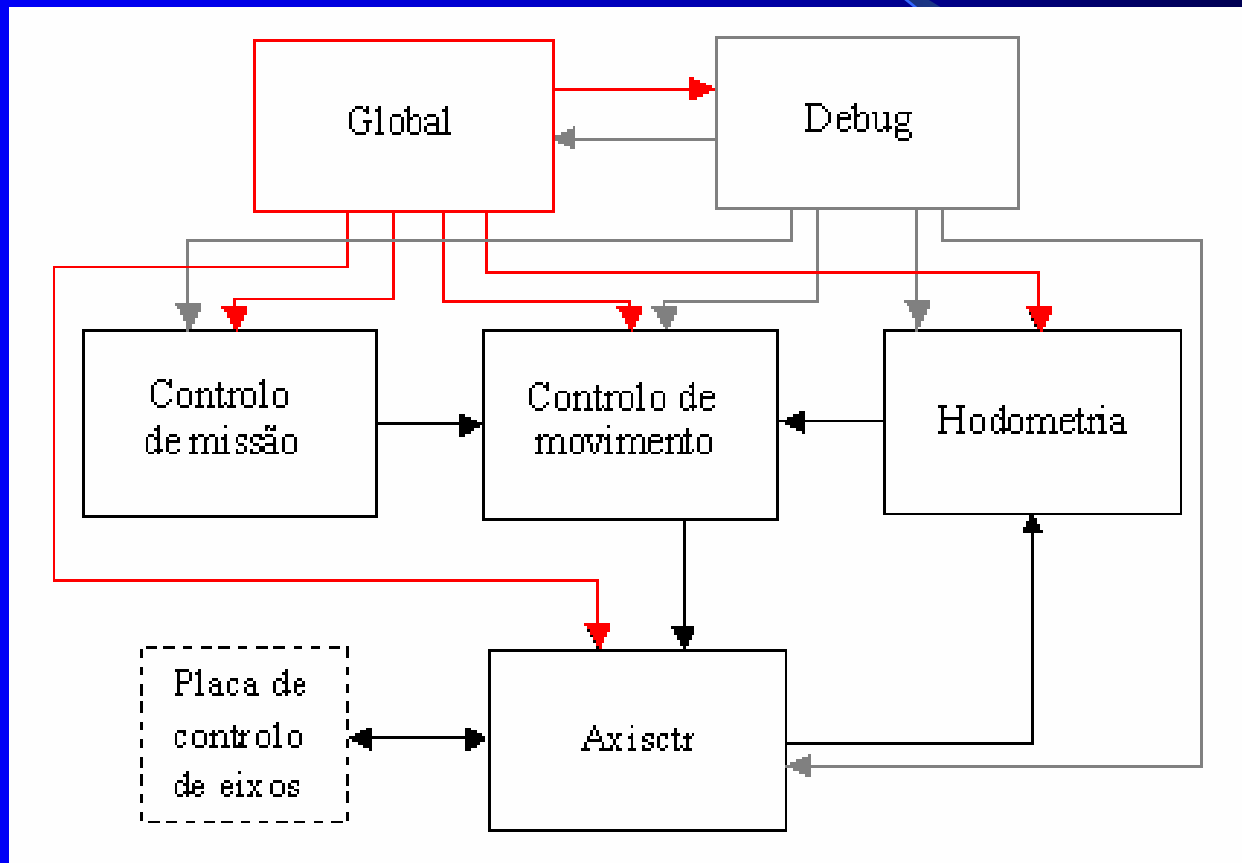 Global
Debug
Controlo
de missão
Controlo de
movimento
Hodometria
Placa de
controlo
de eixos
Axisctr